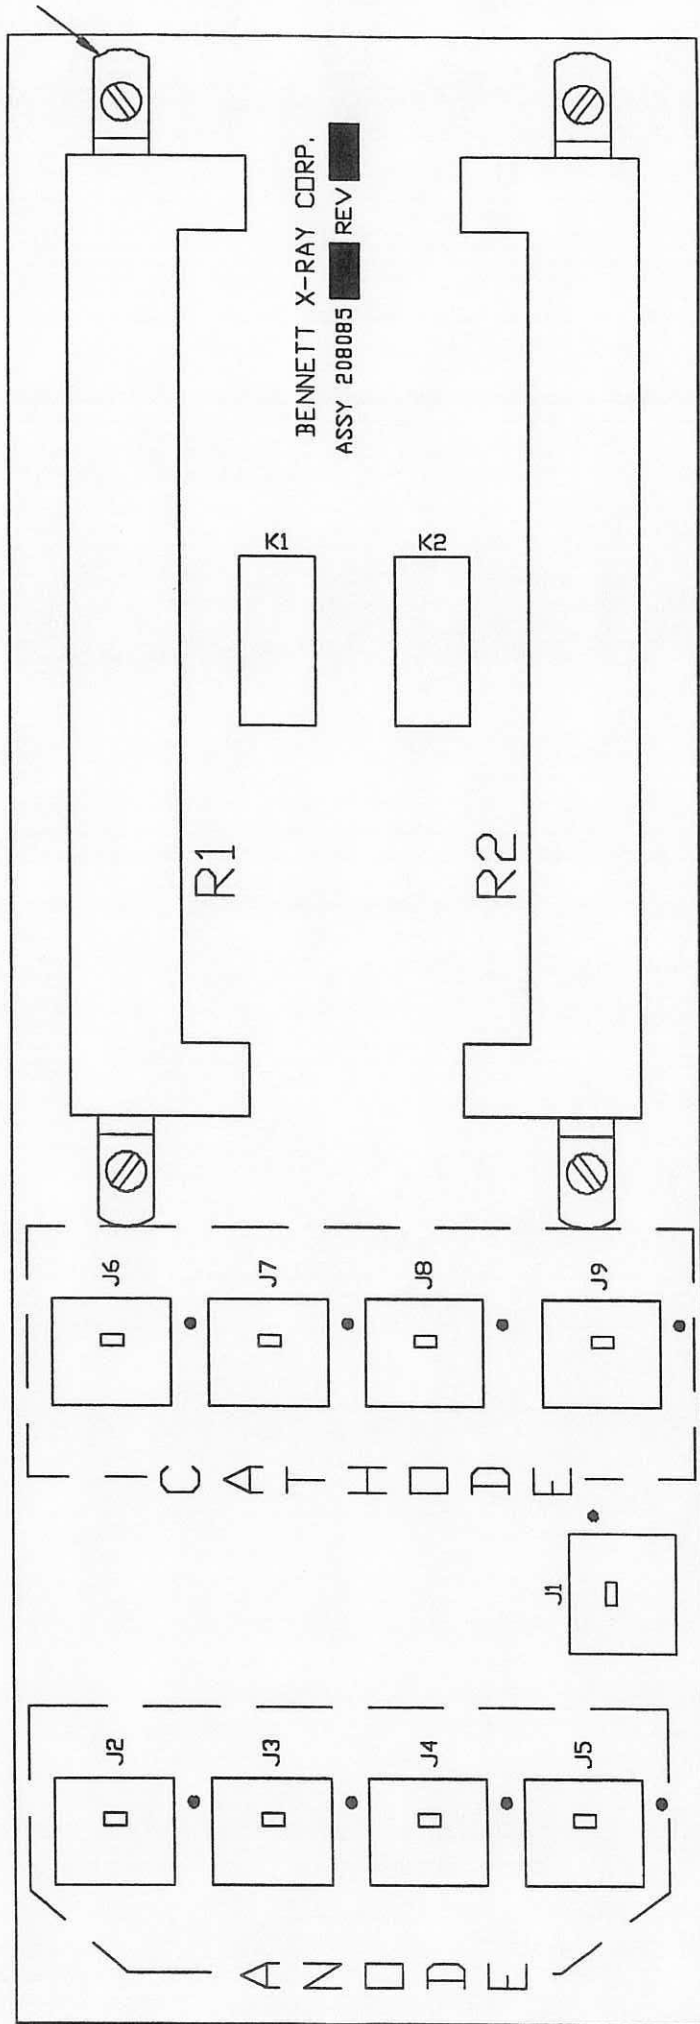 BENNETT X-RAY CORP.
ASSY 208085 REV
K1
K2
R1
R2
J6
J7
J8
J9
CATHODE
J1
J2
J3
J4
J5
ANODE